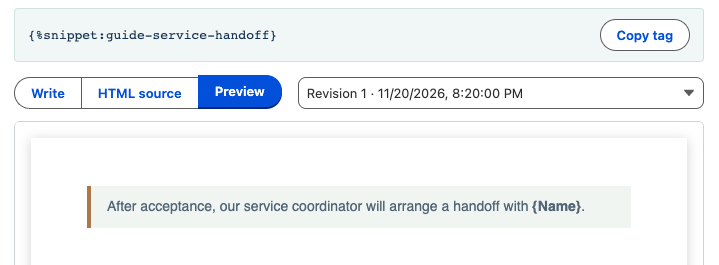 {%snippet:guide-service-handoff}
Copy tag
Write
HTML source
Preview
Revision 1 · 11/20/2026, 8:20:00 PM
After acceptance, our service coordinator will arrange a handoff with {Name}.